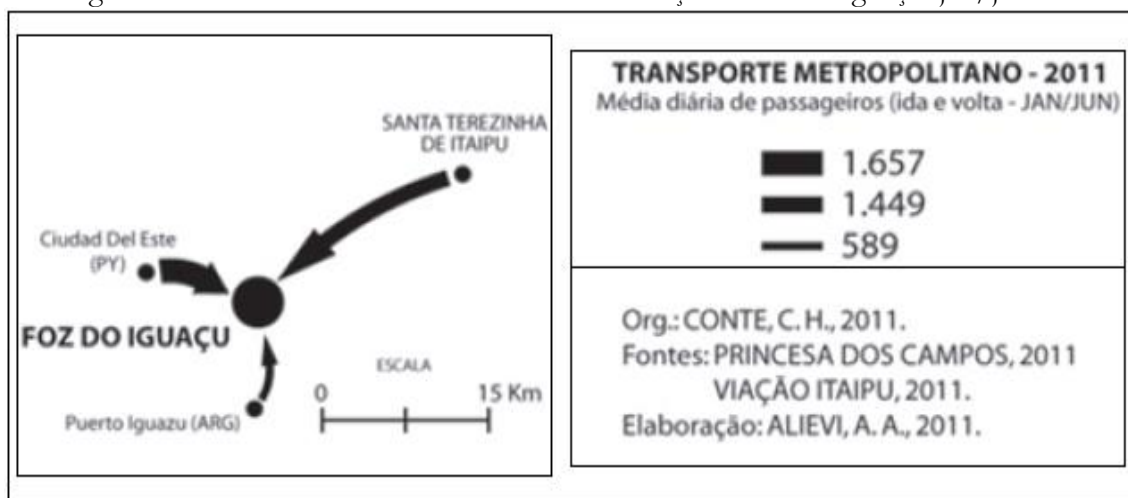 SANTA TEREZINHA
DE ITAIPU
Ciudad Del Este
(PY)
FOZ DO IGUAÇU
Puerto Iguazu (ARG)
ESCALA
0 15 Km
TRANSPORTE METROPOLITANO - 2011
Média diária de passageiros (ida e volta - JAN/JUN)
1.657
1.449
589
Org.: CONTE, C. H., 2011.
Fontes: PRINCESA DOS CAMPOS, 2011
VIAÇÃO ITAIPU, 2011.
Elaboração: ALIEVI, A. A., 2011.